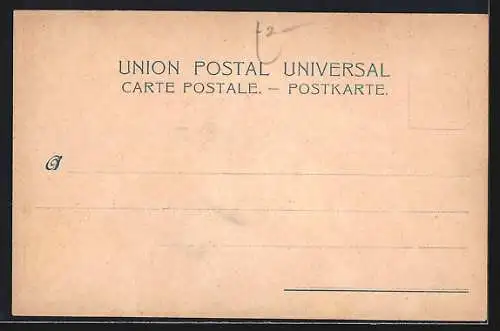 UNION POSTAL UNIVERSAL
CARTE POSTALE. — POSTKARTE.